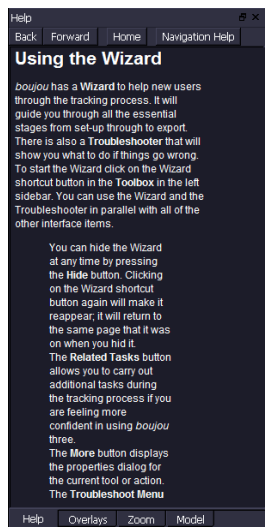 Help
Back Forward Home Navigation Help
Using the Wizard
boujou has a Wizard to help new users
through the tracking process. It will
guide you through all the essential
stages from set-up through to export.
There is also a Troubleshooter that will
show you what to do if things go wrong.
To start the Wizard click on the Wizard
shortcut button in the Toolbox in the left
sidebar. You can use the Wizard and the
Troubleshooter in parallel with all of the
other interface items.
You can hide the Wizard
at any time by pressing
the Hide button. Clicking
on the Wizard shortcut
button again will make it
reappear; it will return to
the same page that it was
on when you hid it.
The Related Tasks button
allows you to carry out
additional tasks during
the tracking process if you
are feeling more
confident in using boujou
three.
The More button displays
the properties dialog for
the current tool or action.
The Troubleshoot Menu
Help Overlays Zoom Model